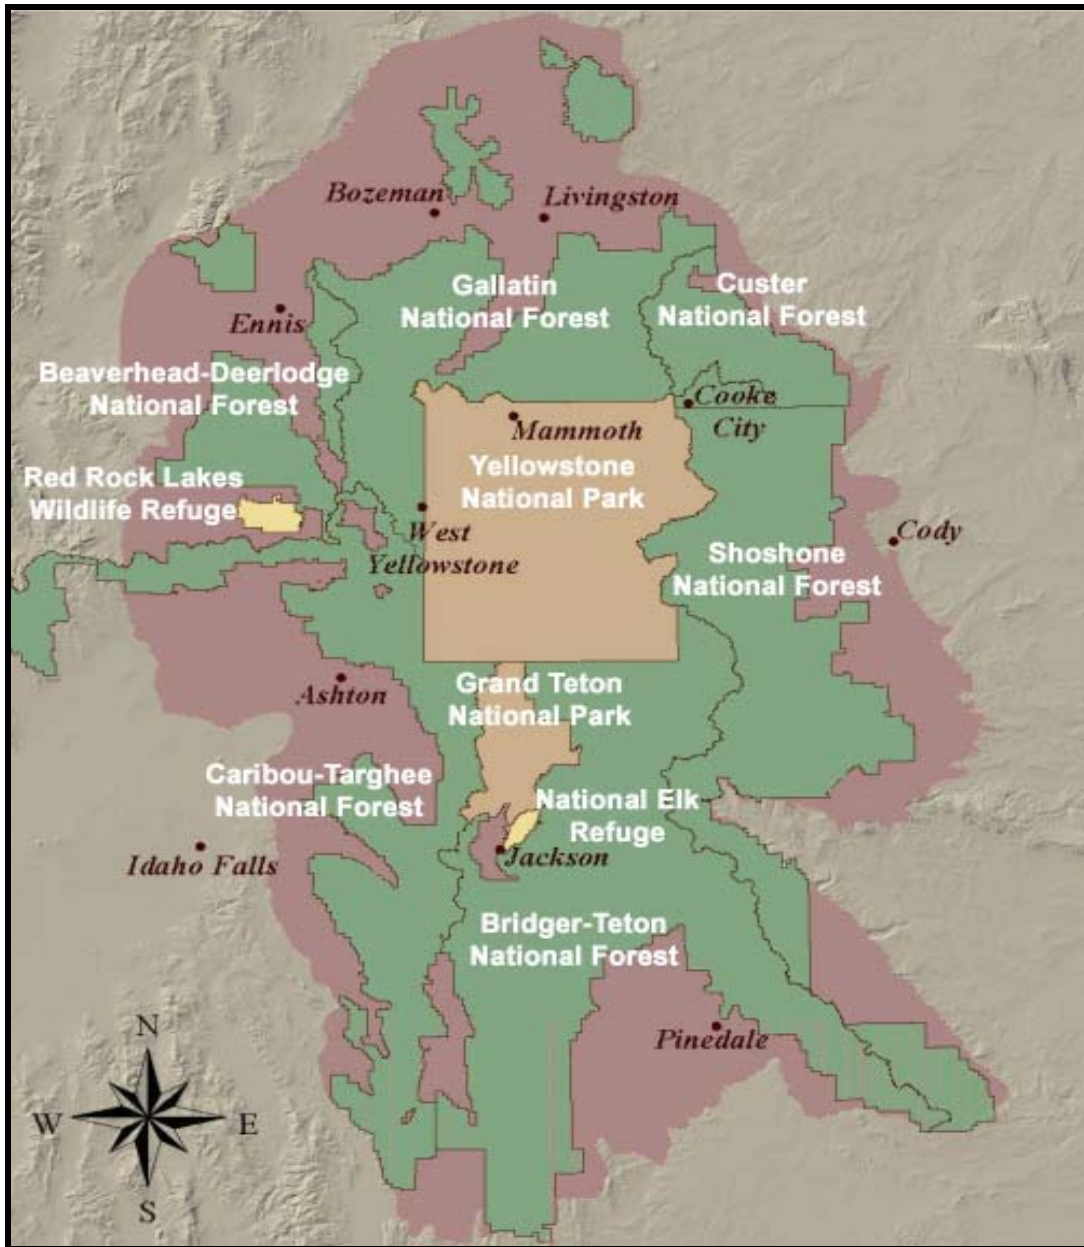 Bozeman
Livingston
Gallatin
National Forest
Custer
National Forest
Ennis
Beaverhead-Deerlodge
National Forest
Cooke
City
Mammoth
Yellowstone
National Park
Red Rock Lakes
Wildlife Refuge
West
Yellowstone
Cody
Shoshone
National Forest
Ashton
Grand Teton
National Park
Caribou-Targhee
National Forest
National Elk
Refuge
Jackson
Idaho Falls
Bridger-Teton
National Forest
Pinedale
N
W
E
S